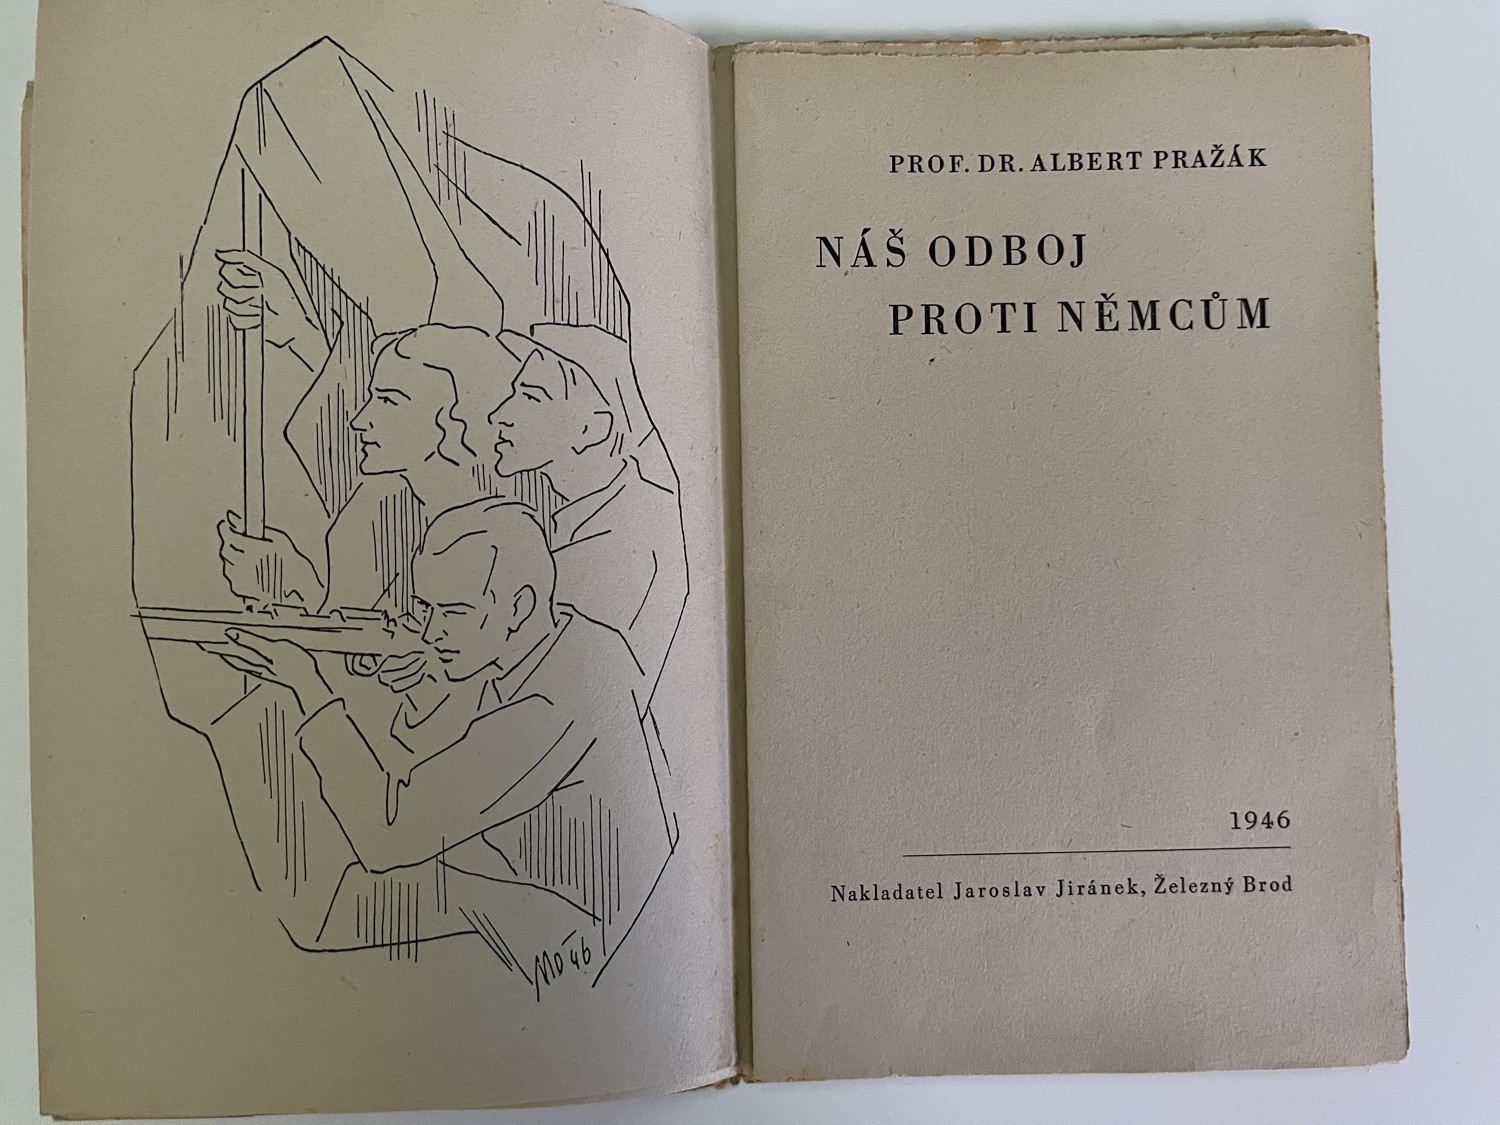 MD 46
PROF. DR. ALBERT PRAŽÁK
NÁŠ ODBOJ
PROTI NĚMCŮM
1946
Nakladatel Jaroslav Jiránek, Železný Brod